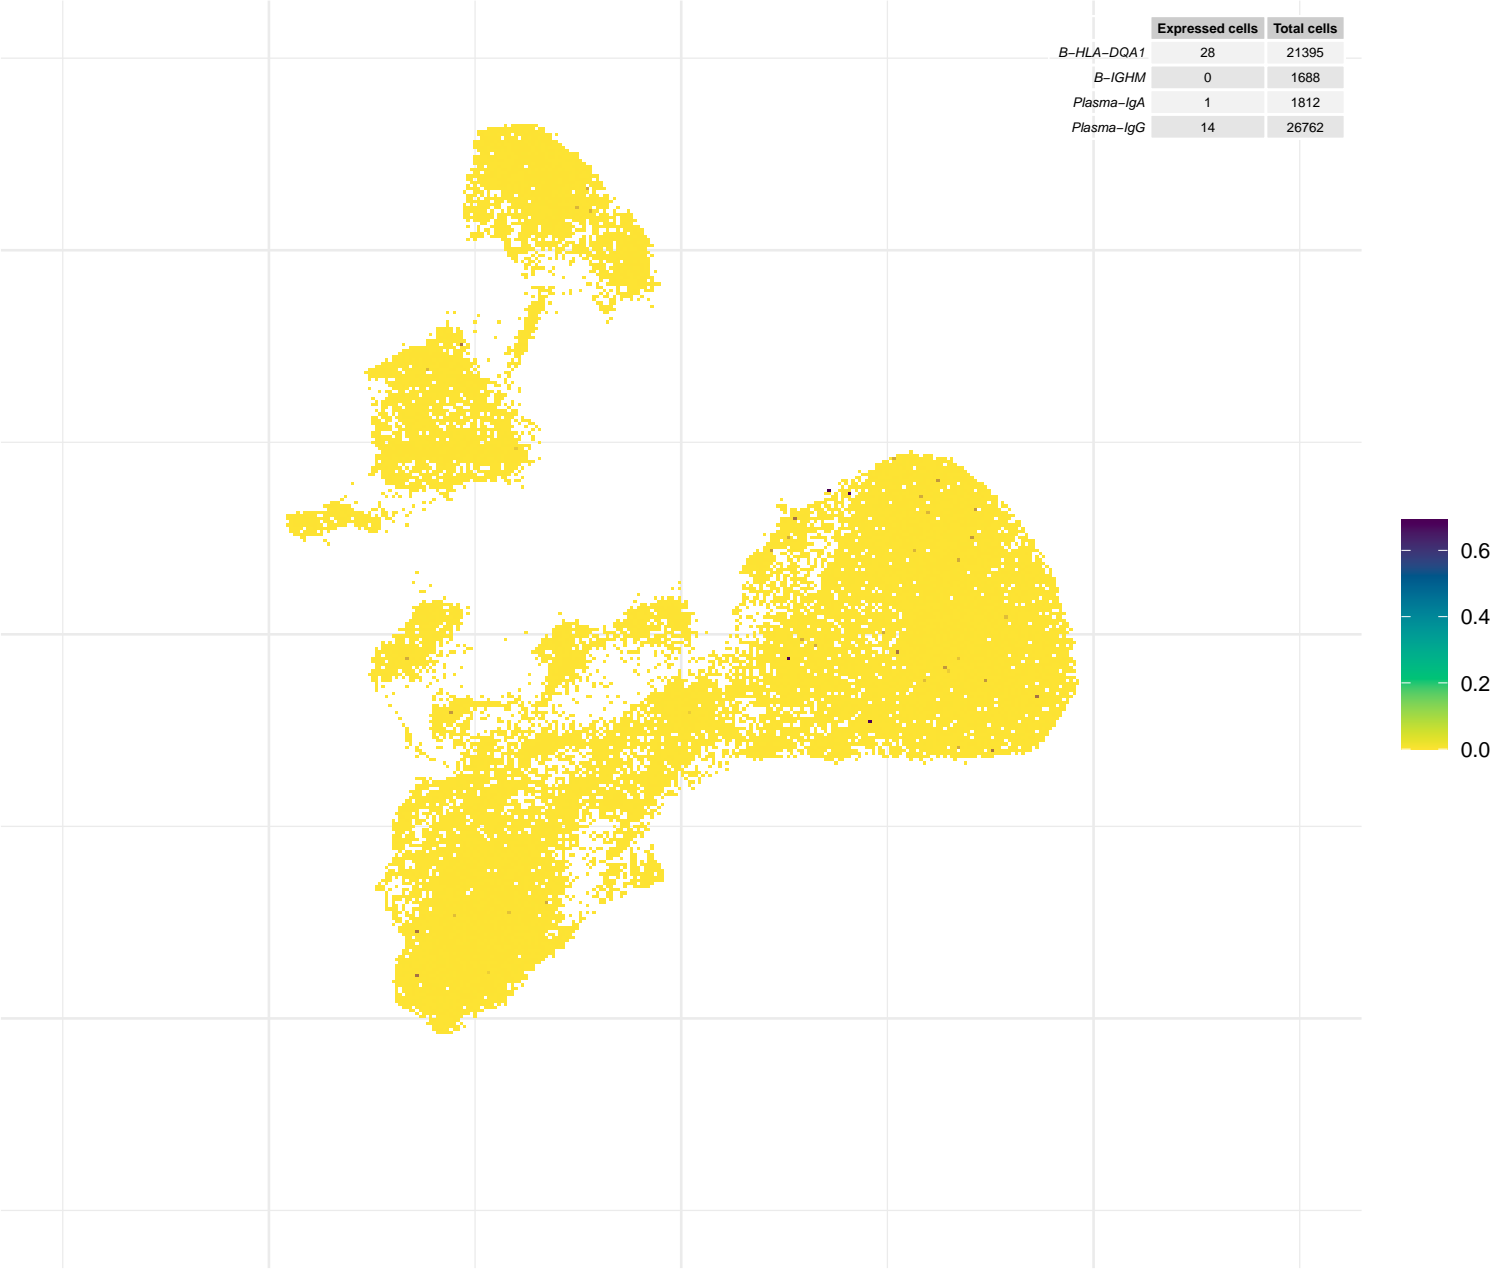 Expressed cells Total cells
B−HLA−DQA1 28 21395
B−IGHM 0 1688
Plasma−IgA 1 1812
Plasma−IgG 14 26762
0.6
0.4
0.2
0.0